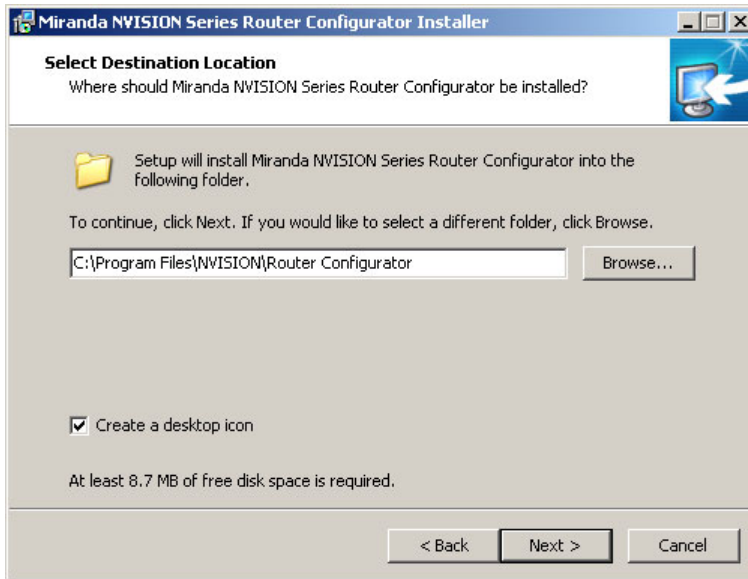 Miranda NVISION Series Router Configurator Installer
Select Destination Location
Where should Miranda NVISION Series Router Configurator be installed?
Setup will install Miranda NVISION Series Router Configurator into the
following folder.
To continue, click Next. If you would like to select a different folder, click Browse.
C:\Program Files\NVISION\Router Configurator
Browse...
Create a desktop icon
At least 8.7 MB of free disk space is required.
< Back
Next >
Cancel